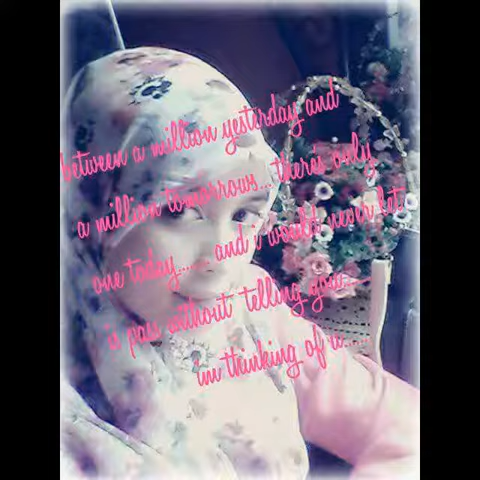 between a million yesterday and
a million tomorrows... there's only
one today....... and i would never let
it pass without telling you....
im thinking of u......